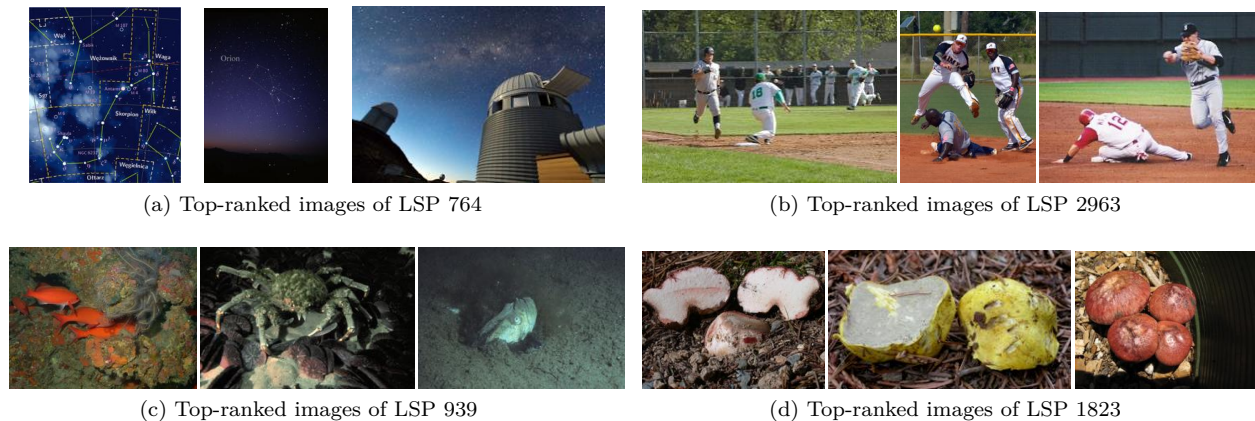 Wąż
Wężownik
Waga
Skorpion
Wilk
Węgielnica
Ołtarz
Orion
18
12
(a) Top-ranked images of LSP 764
(b) Top-ranked images of LSP 2963
(c) Top-ranked images of LSP 939
(d) Top-ranked images of LSP 1823